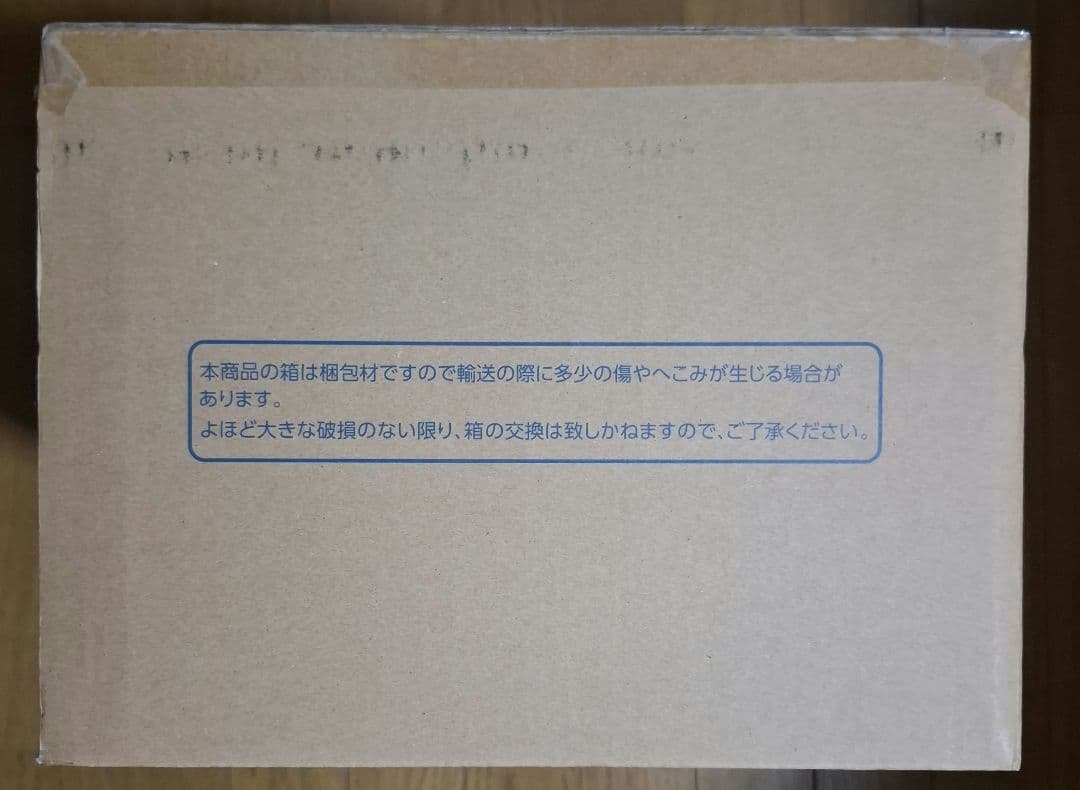 本商品の箱は梱包材ですので輸送の際に多少の傷やへこみが生じる場合が
あります。
よほど大きな破損のない限り、箱の交換は致しかねますので、ご了承ください。